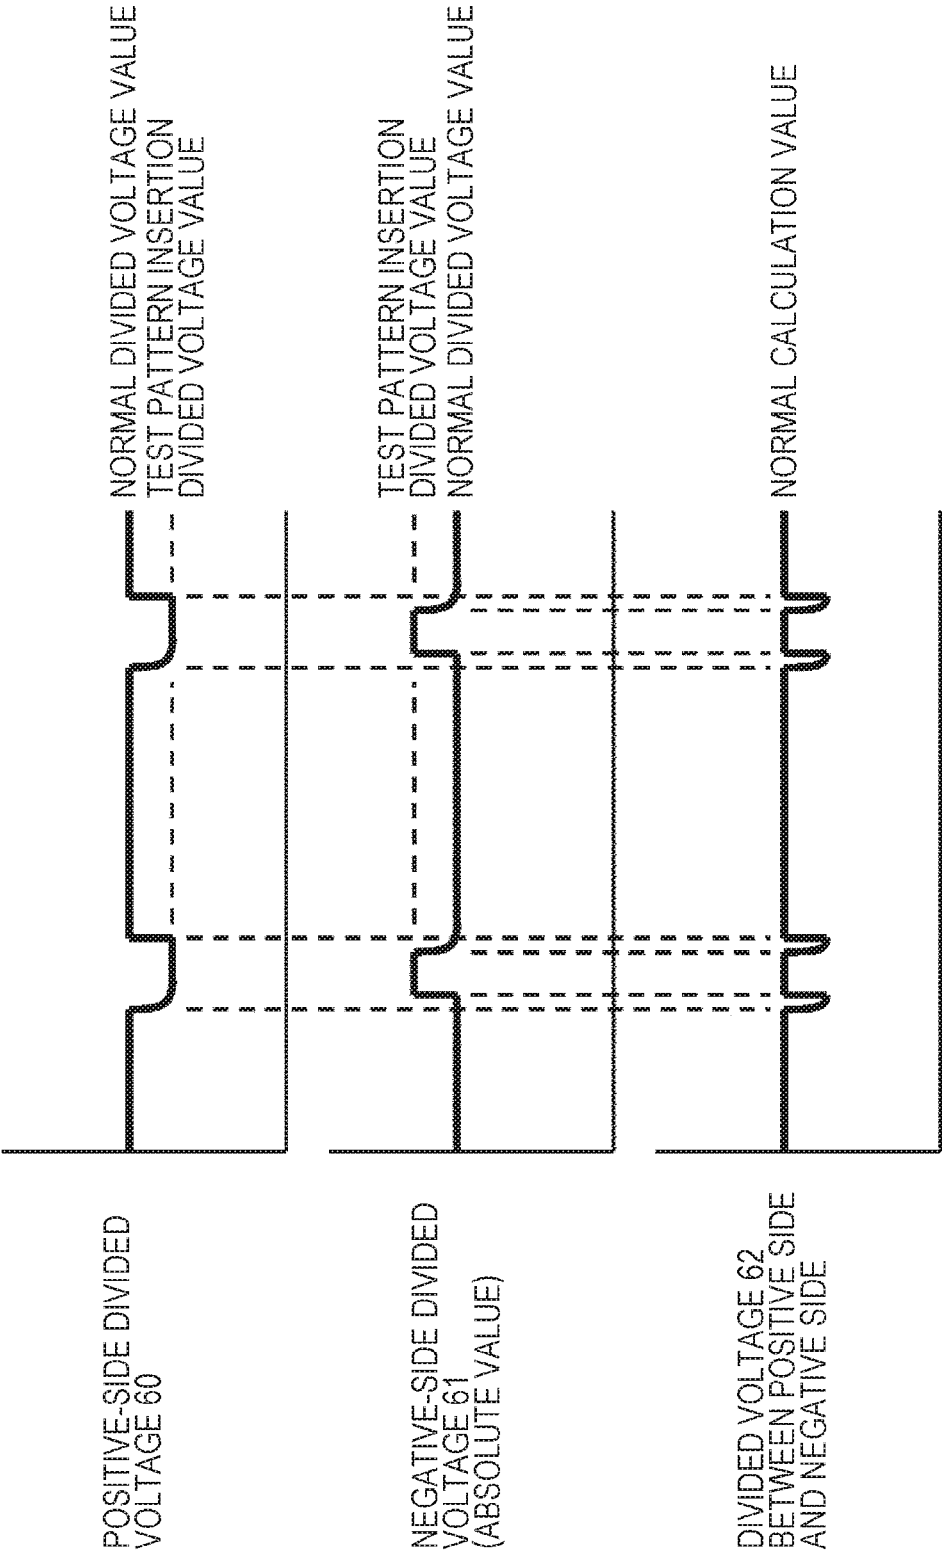 POSITIVE-SIDE DIVIDED
VOLTAGE 60
NORMAL DIVIDED VOLTAGE VALUE
TEST PATTERN INSERTION
DIVIDED VOLTAGE VALUE
NEGATIVE-SIDE DIVIDED
VOLTAGE 61
(ABSOLUTE VALUE)
TEST PATTERN INSERTION
DIVIDED VOLTAGE VALUE
NORMAL DIVIDED VOLTAGE VALUE
DIVIDED VOLTAGE 62
BETWEEN POSITIVE SIDE
AND NEGATIVE SIDE
NORMAL CALCULATION VALUE